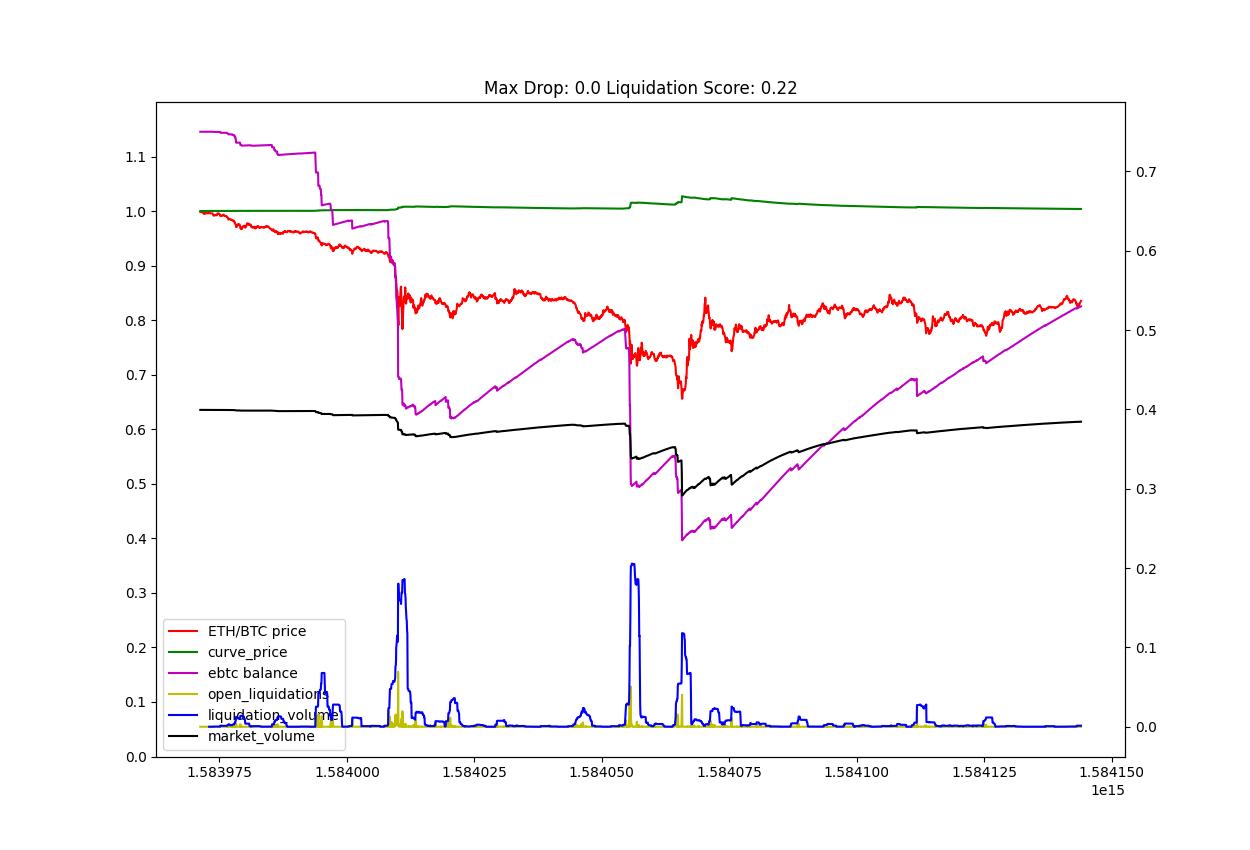 Max Drop: 0.0 Liquidation Score: 0.22
1.1
1.0
0.9
0.8
0.7
0.6
0.5
0.4
0.3
0.2
0.1
0.0
0.7
0.6
0.5
0.4
0.3
0.2
0.1
0.0
ETH/BTC price
curve_price
ebtc balance
open_liquidations
liquidation_volume
market_volume
1.583975 1.584000 1.584025 1.584050 1.584075 1.584100 1.584125 1.584150
1e15